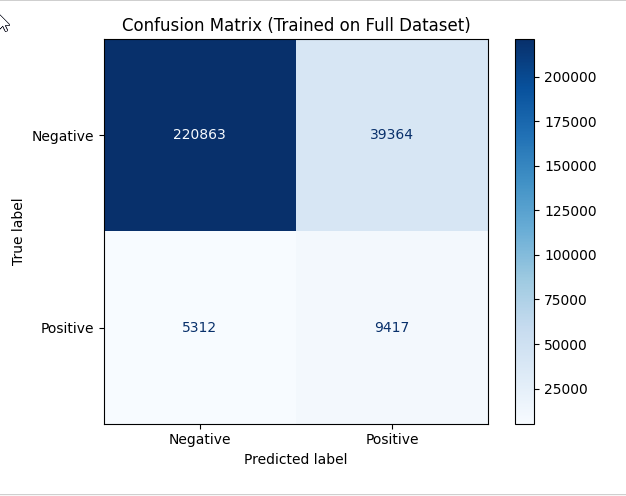 Confusion Matrix (Trained on Full Dataset)
Negative
220863
39364
Positive
5312
9417
Negative
Positive
Predicted label
True label
200000
175000
150000
125000
100000
75000
50000
25000